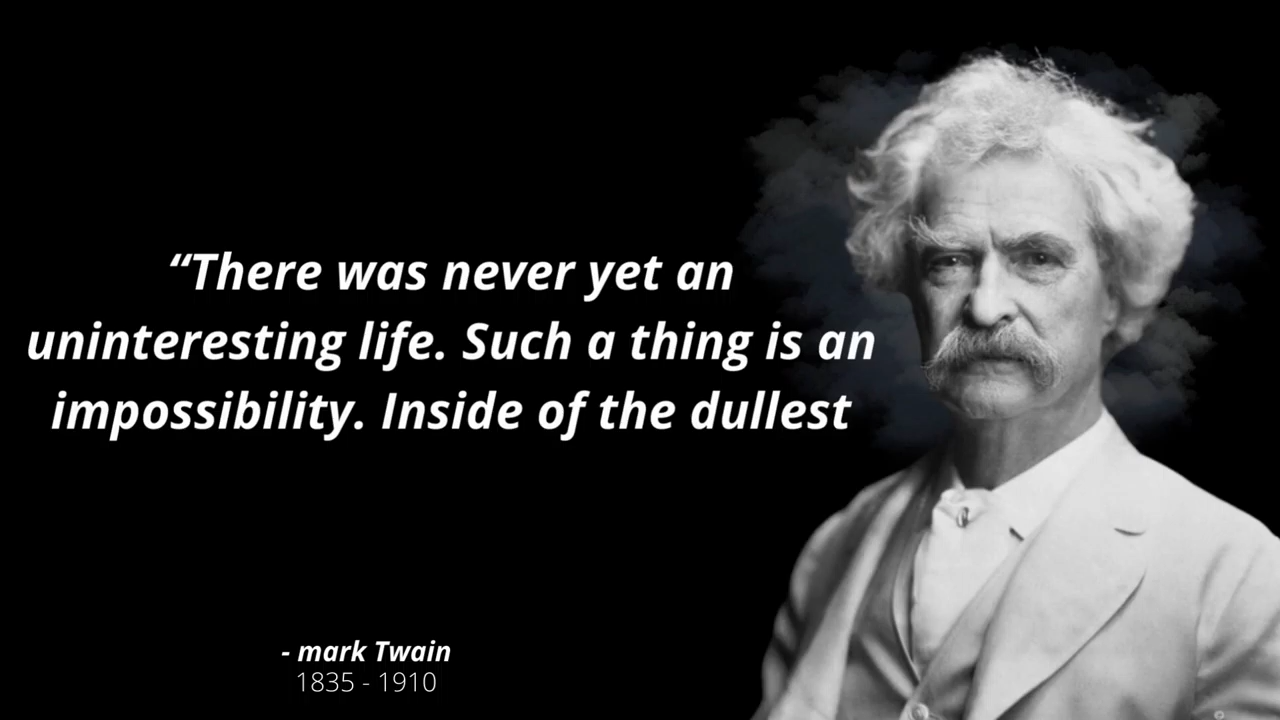 “There was never yet an
uninteresting life. Such a thing is an
impossibility. Inside of the dullest
- mark Twain
1835 - 1910